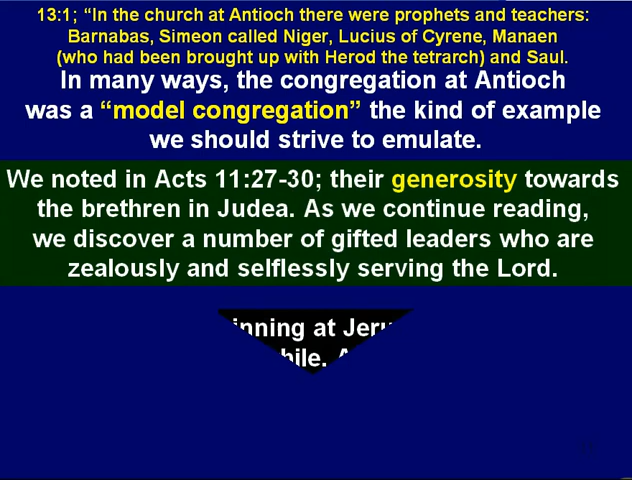 13:1; “In the church at Antioch there were prophets and teachers:
Barnabas, Simeon called Niger, Lucius of Cyrene, Manaen
(who had been brought up with Herod the tetrarch) and Saul.
In many ways, the congregation at Antioch
was a “model congregation” the kind of example
we should strive to emulate.
We noted in Acts 11:27-30; their generosity towards
the brethren in Judea. As we continue reading,
we discover a number of gifted leaders who are
zealously and selflessly serving the Lord.
inning at Jeru
hile. A